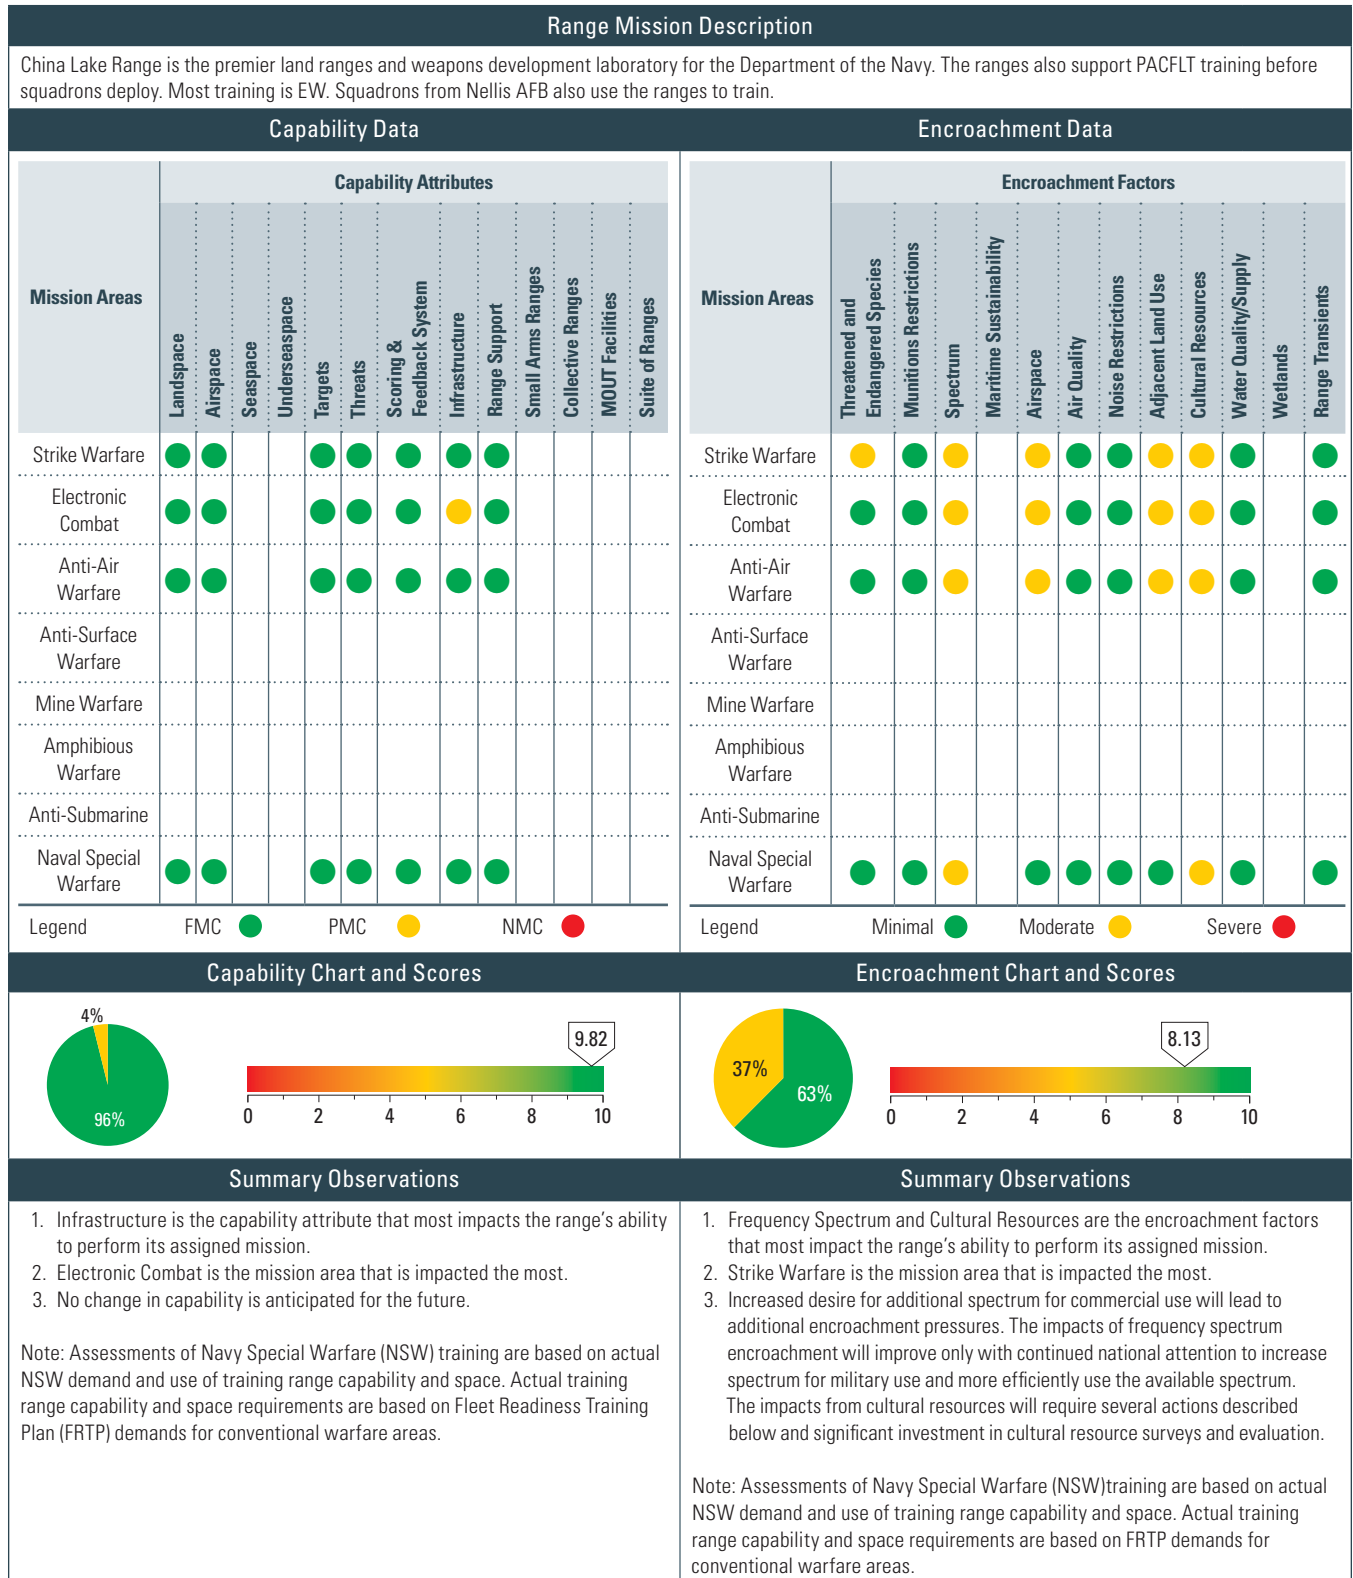 Range Mission Description
China Lake Range is the premier land ranges and weapons development laboratory for the Department of the Navy. The ranges also support PACFLT training before
squadrons deploy. Most training is EW. Squadrons from Nellis AFB also use the ranges to train.
Capability Data
Mission Areas
Capability Attributes
Landspace
Airspace
Seaspace
Underseaspace
Targets
Threats
Scoring &
Feedback System
Infrastructure
Range Support
Small Arms Ranges
Collective Ranges
MOUT Facilities
Suite of Ranges
Strike Warfare
Electronic
Combat
Anti-Air
Warfare
Anti-Surface
Warfare
Mine Warfare
Amphibious
Warfare
Anti-Submarine
Naval Special
Warfare
Legend FMC PMC NMC
Encroachment Data
Mission Areas
Encroachment Factors
Threatened and
Endangered Species
Munitions Restrictions
Spectrum
Maritime Sustainability
Airspace
Air Quality
Noise Restrictions
Adjacent Land Use
Cultural Resources
Water Quality/Supply
Wetlands
Range Transients
Strike Warfare
Electronic
Combat
Anti-Air
Warfare
Anti-Surface
Warfare
Mine Warfare
Amphibious
Warfare
Anti-Submarine
Naval Special
Warfare
Legend Minimal Moderate Severe
Capability Chart and Scores
4%
96%
9.82
0 2 4 6 8 10
Encroachment Chart and Scores
37%
63%
8.13
0 2 4 6 8 10
Summary Observations
1. Infrastructure is the capability attribute that most impacts the range's ability
to perform its assigned mission.
2. Electronic Combat is the mission area that is impacted the most.
3. No change in capability is anticipated for the future.
Note: Assessments of Navy Special Warfare (NSW) training are based on actual
NSW demand and use of training range capability and space. Actual training
range capability and space requirements are based on Fleet Readiness Training
Plan (FRTP) demands for conventional warfare areas.
Summary Observations
1. Frequency Spectrum and Cultural Resources are the encroachment factors
that most impact the range's ability to perform its assigned mission.
2. Strike Warfare is the mission area that is impacted the most.
3. Increased desire for additional spectrum for commercial use will lead to
additional encroachment pressures. The impacts of frequency spectrum
encroachment will improve only with continued national attention to increase
spectrum for military use and more efficiently use the available spectrum.
The impacts from cultural resources will require several actions described
below and significant investment in cultural resource surveys and evaluation.
Note: Assessments of Navy Special Warfare (NSW)training are based on actual
NSW demand and use of training range capability and space. Actual training
range capability and space requirements are based on FRTP demands for
conventional warfare areas.